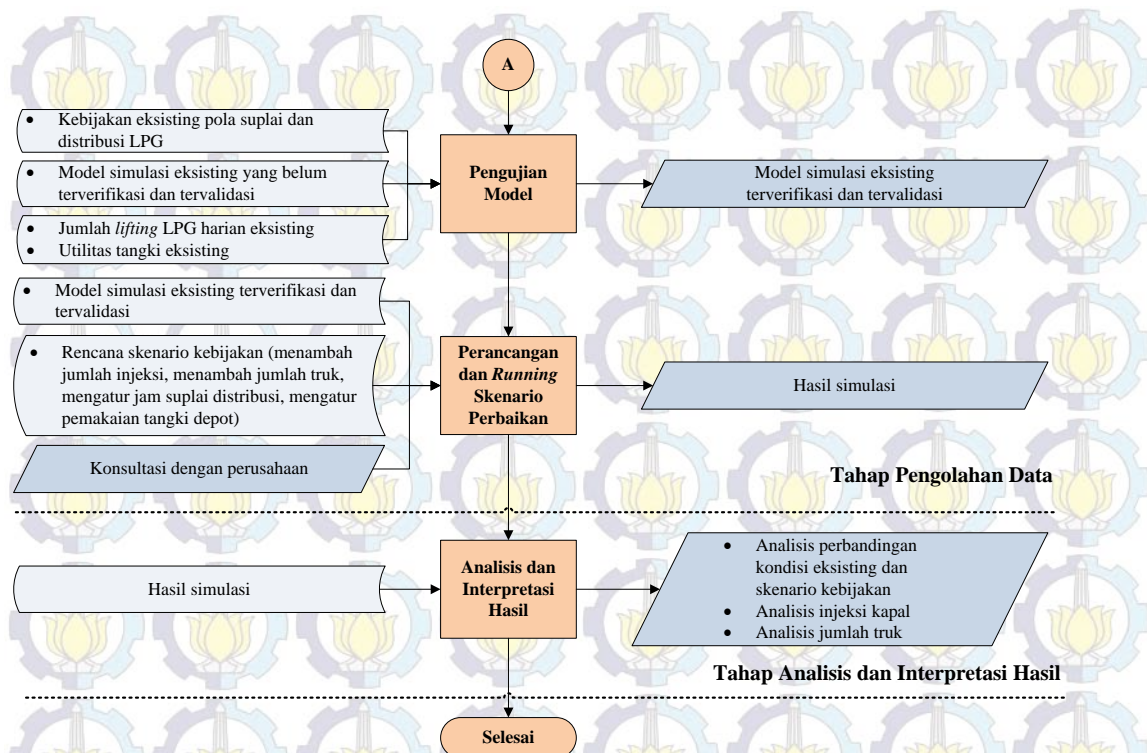 A
• Kebijakan eksisting pola suplai dan
distribusi LPG
• Model simulasi eksisting yang belum
terverifikasi dan tervalidasi
• Jumlah lifting LPG harian eksisting
• Utilitas tangki eksisting
Pengujian
Model
Model simulasi eksisting
terverifikasi dan tervalidasi
• Model simulasi eksisting terverifikasi dan
tervalidasi
• Rencana skenario kebijakan (menambah
jumlah injeksi, menambah jumlah truk,
mengatur jam suplai distribusi, mengatur
pemakaian tangki depot)
Konsultasi dengan perusahaan
Perancangan
dan Running
Skenario
Perbaikan
Hasil simulasi
Tahap Pengolahan Data
Hasil simulasi
Analisis dan
Interpretasi
Hasil
• Analisis perbandingan
kondisi eksisting dan
skenario kebijakan
• Analisis injeksi kapal
• Analisis jumlah truk
Tahap Analisis dan Interpretasi Hasil
Selesai